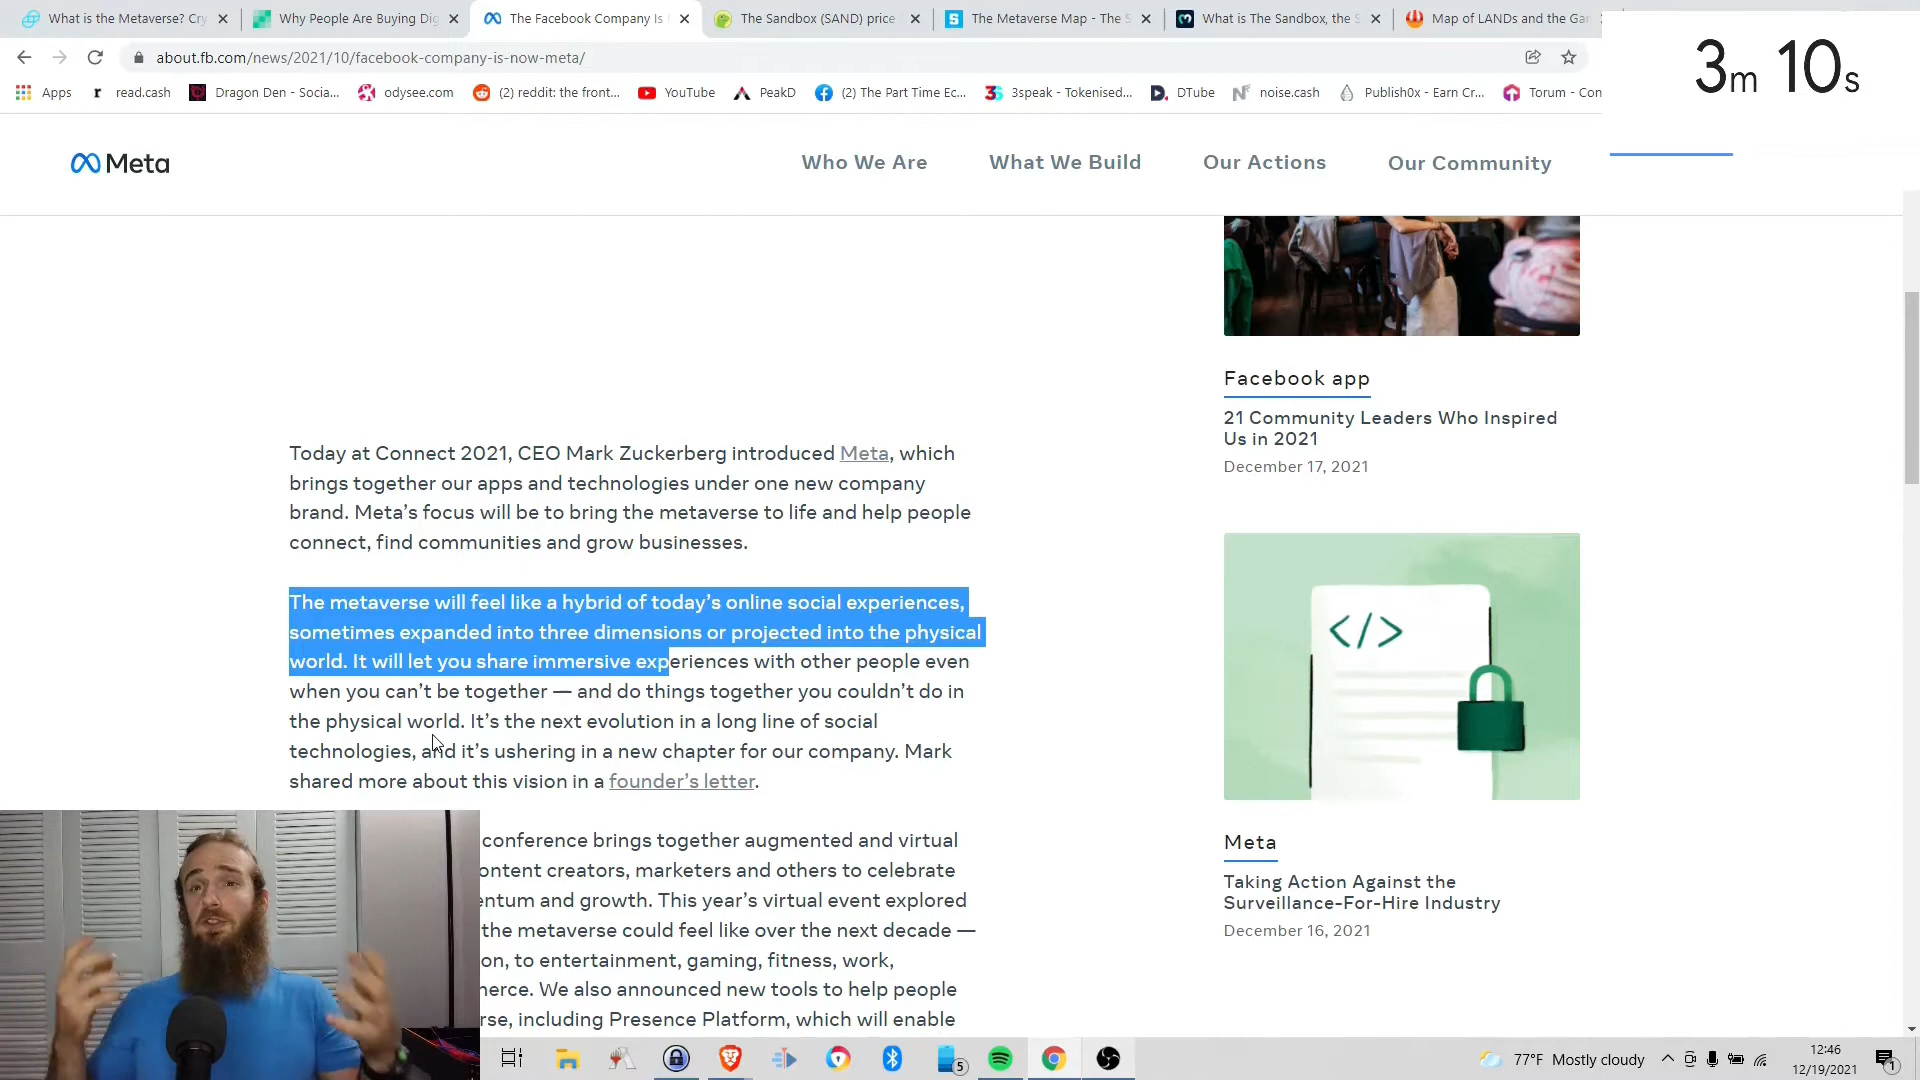 What is the Metaverse? Cry
Why People Are Buying Dig
The Facebook Company Is
The Sandbox (SAND) price
The Metaverse Map - The S
What is The Sandbox, the S
Map of LANDs and the Gan
3m 10s
about.fb.com/news/2021/10/facebook-company-is-now-meta/
Apps
read.cash
Dragon Den - Socia...
odysee.com
(2) reddit: the front...
YouTube
PeakD
(2) The Part Time Ec...
3speak - Tokenised...
DTube
noise.cash
Publish0x - Earn Cr...
Torum - Con
Meta
Who We Are
What We Build
Our Actions
Our Community
Today at Connect 2021, CEO Mark Zuckerberg introduced Meta, which
brings together our apps and technologies under one new company
brand. Meta’s focus will be to bring the metaverse to life and help people
connect, find communities and grow businesses.
The metaverse will feel like a hybrid of today’s online social experiences,
sometimes expanded into three dimensions or projected into the physical
world. It will let you share immersive experiences with other people even
when you can’t be together — and do things together you couldn’t do in
the physical world. It’s the next evolution in a long line of social
technologies, and it’s ushering in a new chapter for our company. Mark
shared more about this vision in a founder’s letter.
conference brings together augmented and virtual
ontent creators, marketers and others to celebrate
entum and growth. This year’s virtual event explored
the metaverse could feel like over the next decade —
on, to entertainment, gaming, fitness, work,
nerce. We also announced new tools to help people
rse, including Presence Platform, which will enable
Facebook app
21 Community Leaders Who Inspired
Us in 2021
December 17, 2021
</>
Meta
Taking Action Against the
Surveillance-For-Hire Industry
December 16, 2021
5
77°F Mostly cloudy
12:46
12/19/2021
1